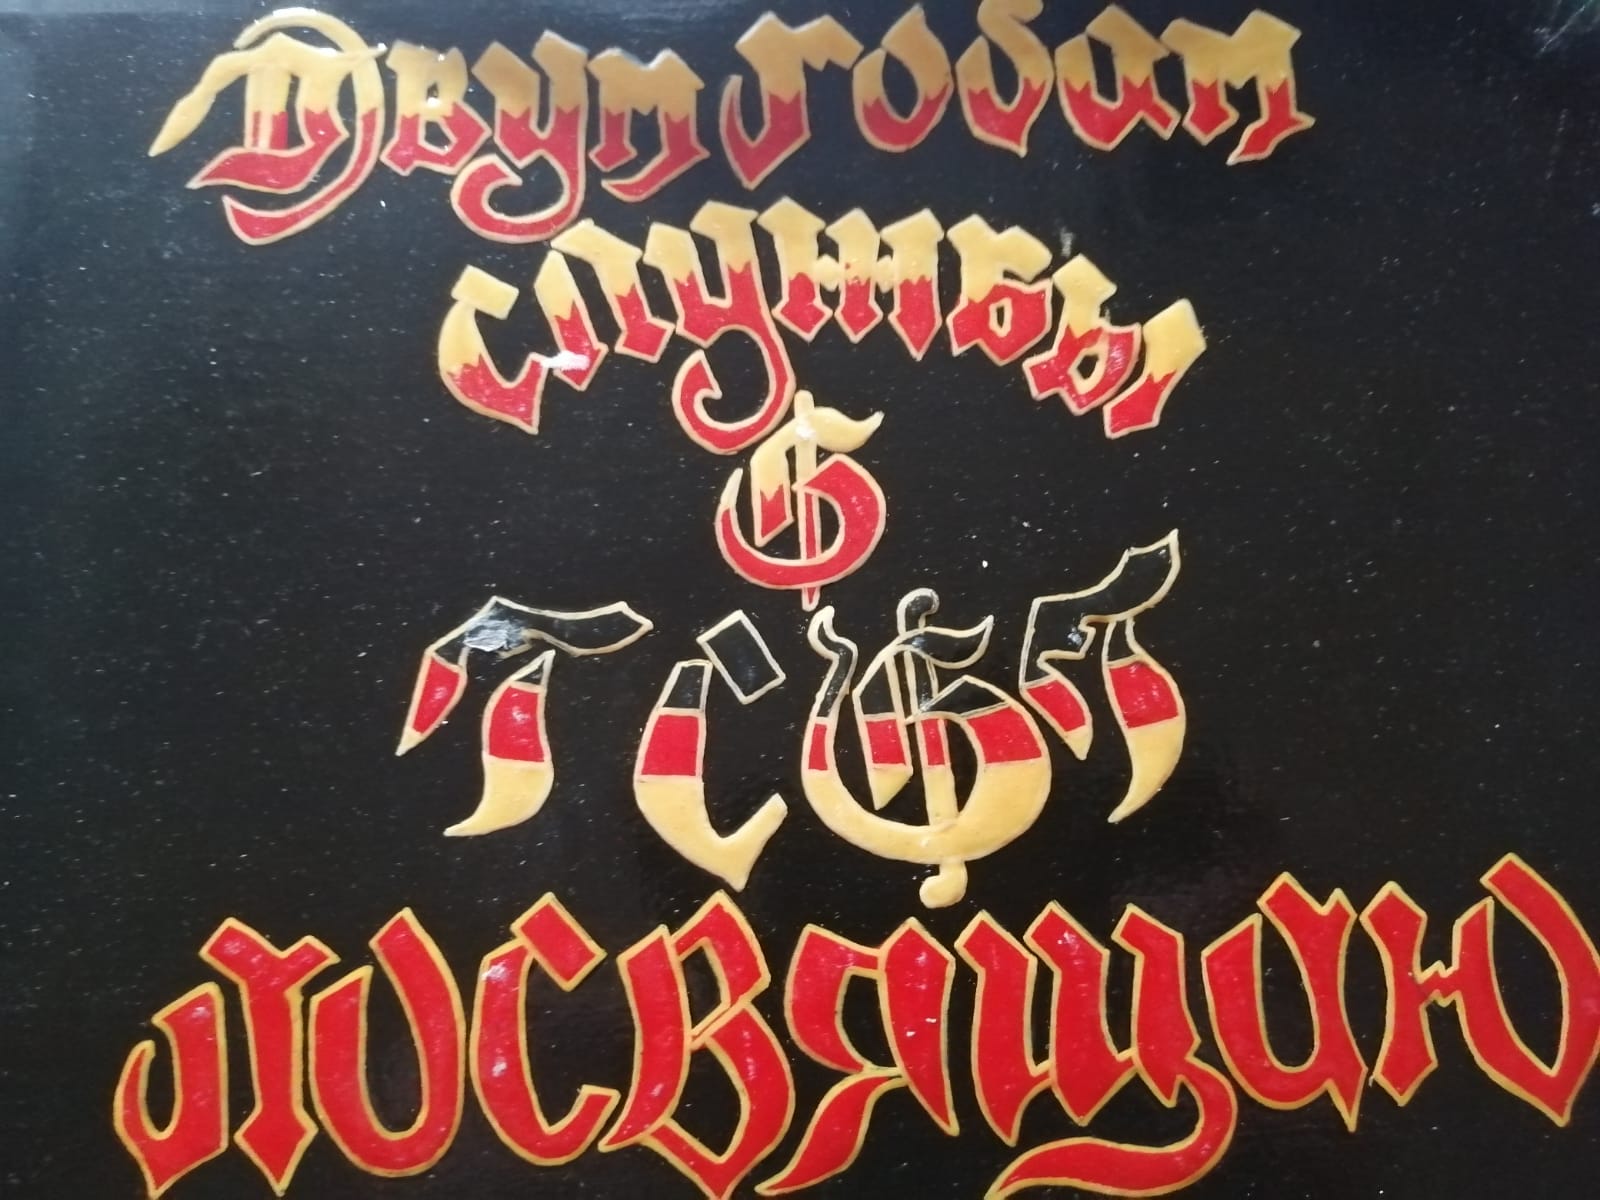 Двум годам
службы
в
ГСВГ
посвящаю